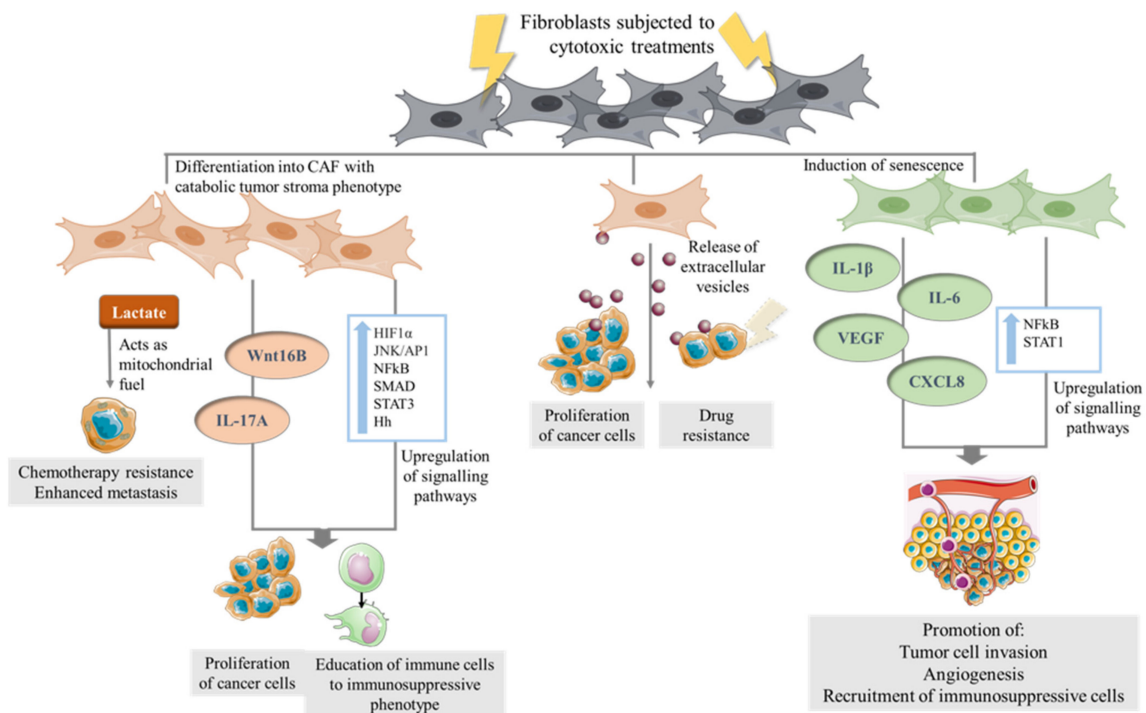 Fibroblasts subjected to
cytotoxic treatments
Differentiation into CAF with
catabolic tumor stroma phenotype
Lactate
Acts as
mitochondrial
fuel
Chemotherapy resistance
Enhanced metastasis
Wnt16B
IL-17A
HIF1α
JNK/AP1
NFkB
SMAD
STAT3
Hh
Upregulation
of signalling
pathways
Proliferation
of cancer cells
Education of immune cells
to immunosuppressive
phenotype
Release of
extracellular
vesicles
Proliferation
of cancer cells
Drug
resistance
Induction of senescence
IL-1β
IL-6
VEGF
CXCL8
NFkB
STAT1
Upregulation
of signalling
pathways
Promotion of:
Tumor cell invasion
Angiogenesis
Recruitment of immunosuppressive cells